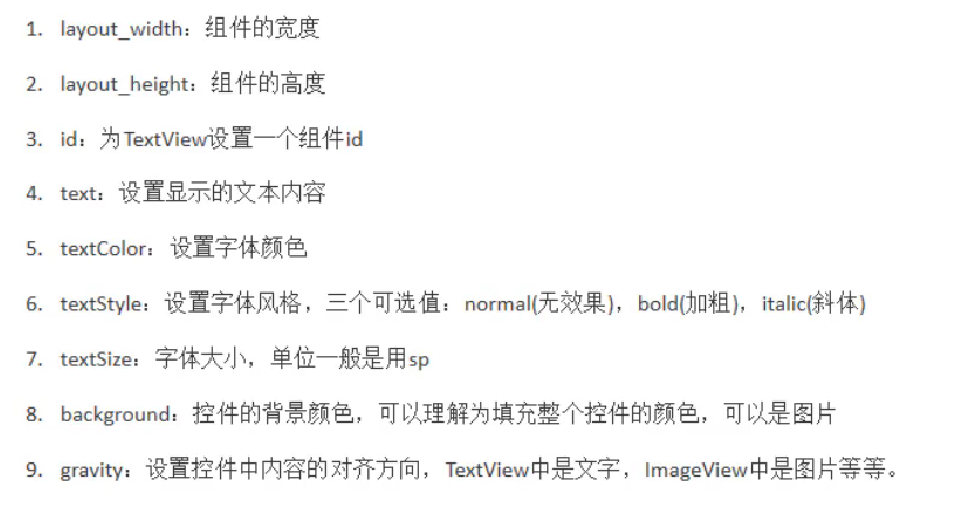 1. layout_width：组件的宽度
2. layout_height：组件的高度
3. id：为TextView设置一个组件id
4. text：设置显示的文本内容
5. textColor：设置字体颜色
6. textStyle：设置字体风格，三个可选值：normal(无效果)，bold(加粗)，italic(斜体)
7. textSize：字体大小，单位一般是用sp
8. background：控件的背景颜色，可以理解为填充整个控件的颜色，可以是图片
9. gravity：设置控件中内容的对齐方向，TextView中是文字，ImageView中是图片等等。